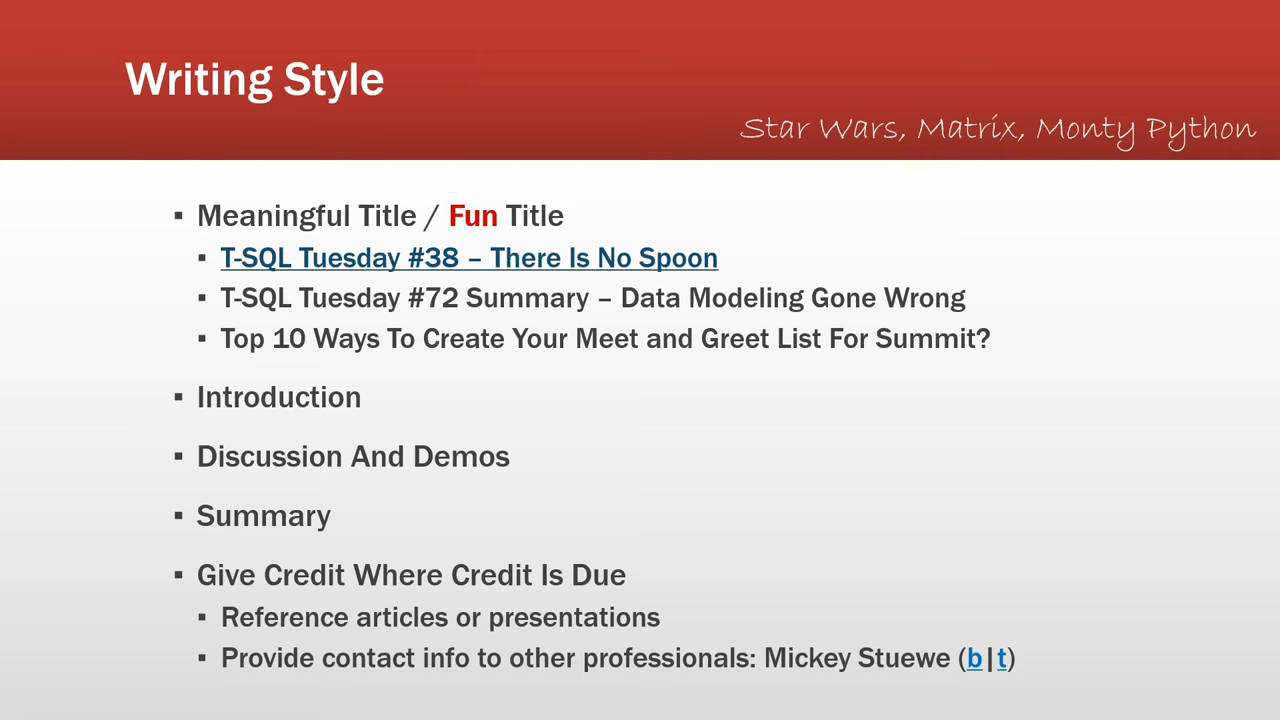 Writing Style
Star Wars, Matrix, Monty Python
▪ Meaningful Title / Fun Title
▪ T-SQL Tuesday #38 – There Is No Spoon
▪ T-SQL Tuesday #72 Summary – Data Modeling Gone Wrong
▪ Top 10 Ways To Create Your Meet and Greet List For Summit?
▪ Introduction
▪ Discussion And Demos
▪ Summary
▪ Give Credit Where Credit Is Due
▪ Reference articles or presentations
▪ Provide contact info to other professionals: Mickey Stuewe (b|t)